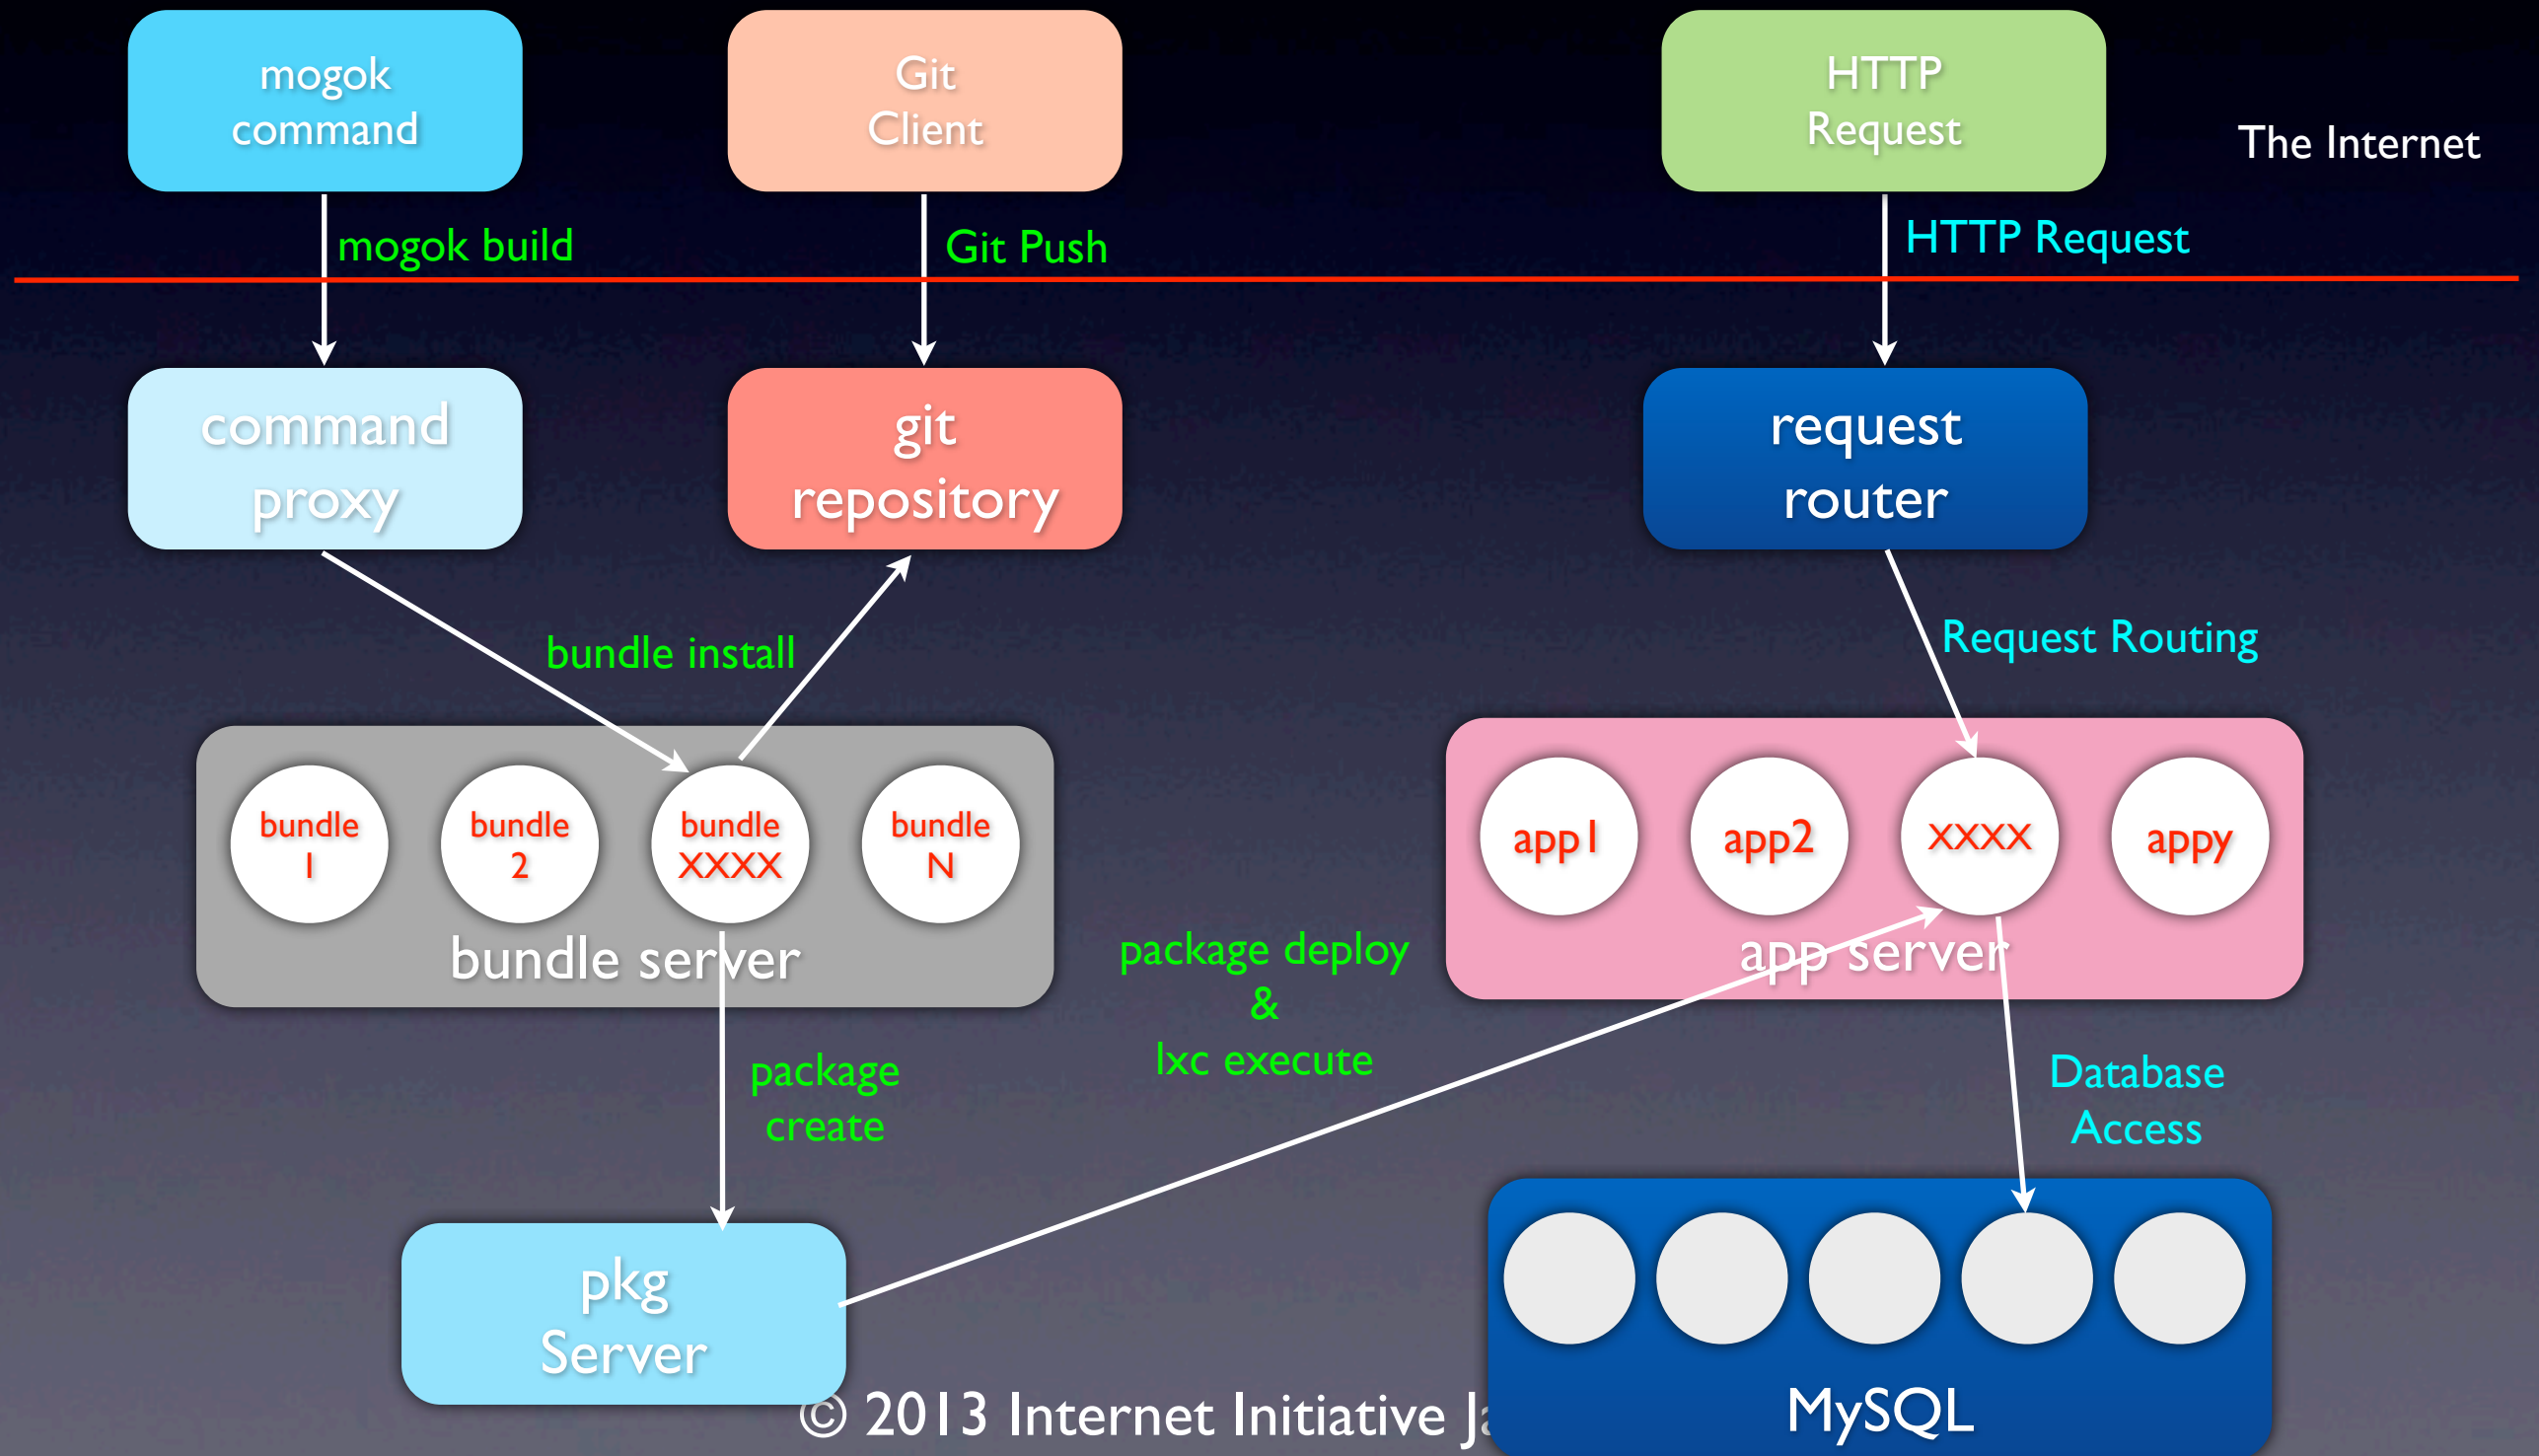 mogok
command
Git
Client
HTTP
Request
The Internet
mogok build
Git Push
HTTP Request
command
proxy
git
repository
request
router
bundle install
Request Routing
bundle
1
bundle
2
bundle
XXXX
bundle
N
bundle server
app1
app2
XXXX
appy
app server
package deploy
&
lxc execute
package
create
Database
Access
pkg
Server
MySQL
© 2013 Internet Initiative